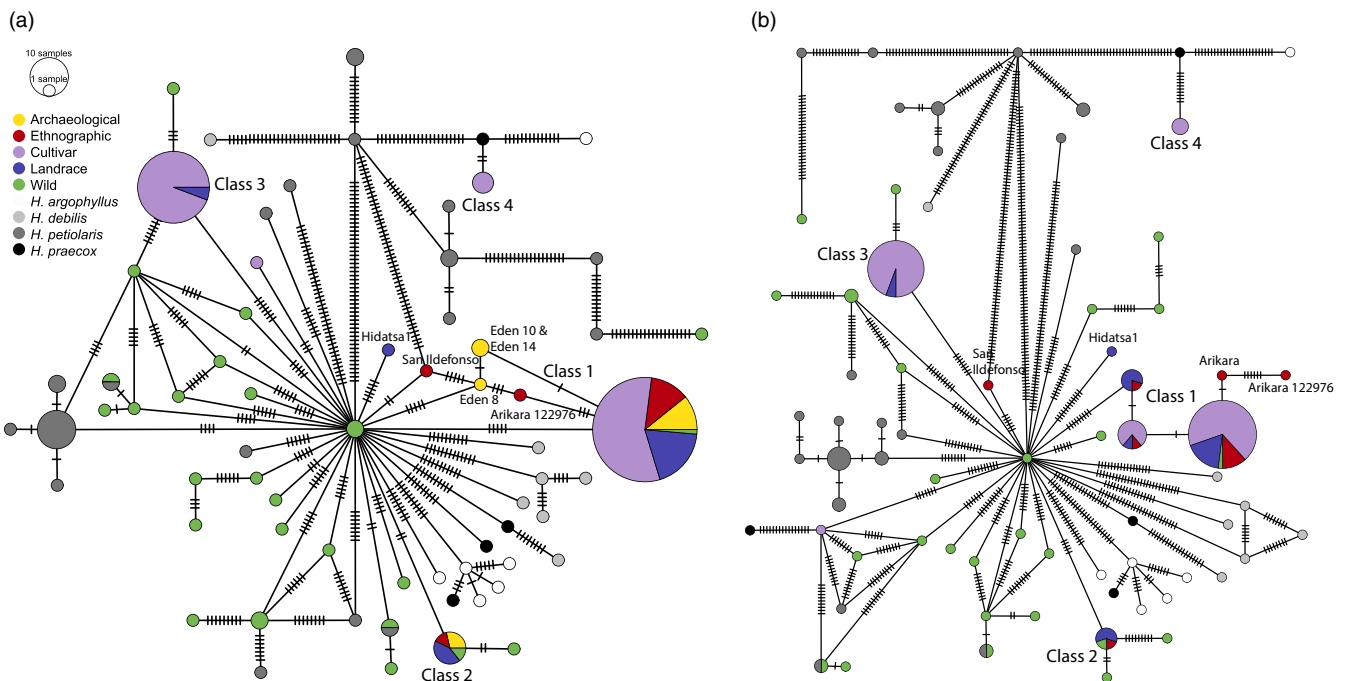 (a)
10 samples
1 sample
Archaeological
Ethnographic
Cultivar
Landrace
Wild
H. argophyllus
H. debilis
H. petiolaris
H. praecox
Class 3
Class 4
Hidatsa1
San Ildefonso
Eden 10 &
Eden 14
Eden 8
Arikara 122976
Class 1
Class 2
(b)
Class 4
Class 3
Hidatsa1
San
Ildefonso
Class 1
Arikara
Arikara 122976
Class 2